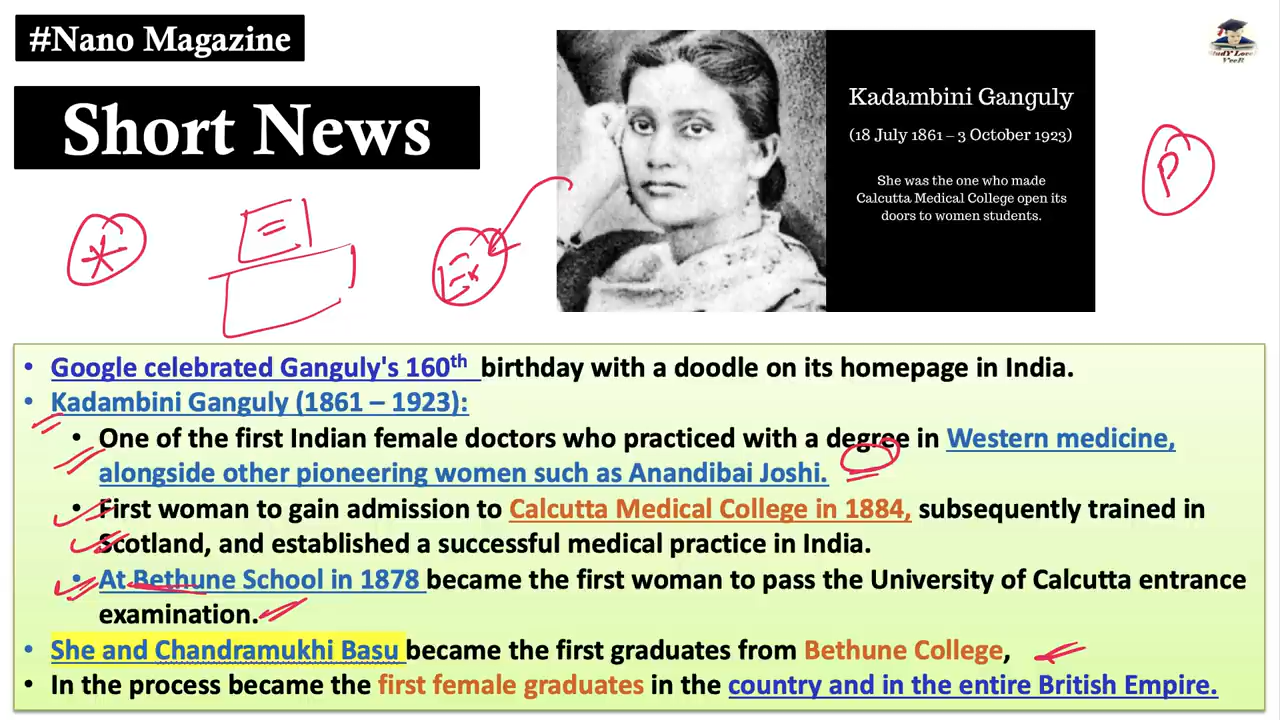 #Nano Magazine
Short News
Kadambini Ganguly
(18 July 1861 – 3 October 1923)
She was the one who made
Calcutta Medical College open its
doors to women students.
StudY Lover
VeeR
P
Ex
• Google celebrated Ganguly's 160th birthday with a doodle on its homepage in India.
• Kadambini Ganguly (1861 – 1923):
• One of the first Indian female doctors who practiced with a degree in Western medicine,
alongside other pioneering women such as Anandibai Joshi.
• First woman to gain admission to Calcutta Medical College in 1884, subsequently trained in
Scotland, and established a successful medical practice in India.
• At Bethune School in 1878 became the first woman to pass the University of Calcutta entrance
examination.
• She and Chandramukhi Basu became the first graduates from Bethune College,
• In the process became the first female graduates in the country and in the entire British Empire.